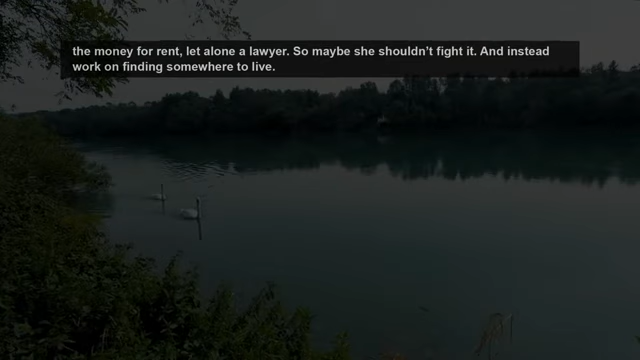 the money for rent, let alone a lawyer. So maybe she shouldn’t fight it. And instead
work on finding somewhere to live.